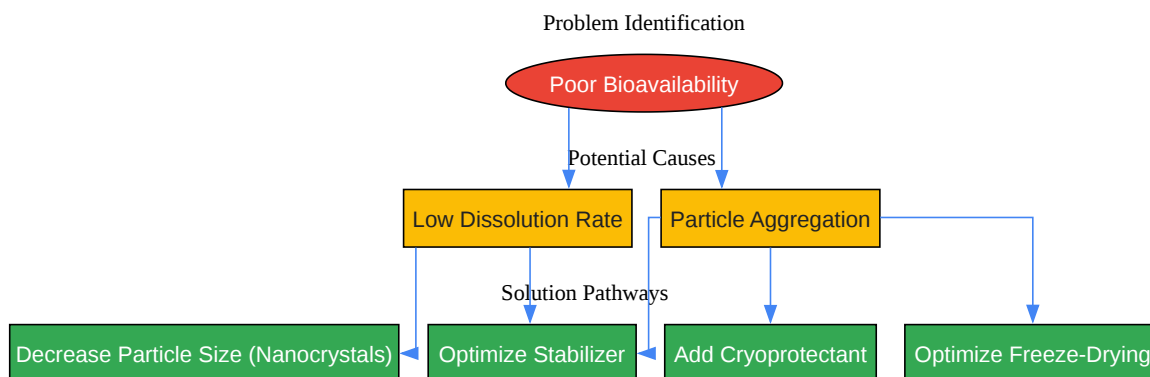 Problem Identification
Poor Bioavailability
Potential Causes
Low Dissolution Rate
Particle Aggregation
Solution Pathways
Decrease Particle Size (Nanocrystals)
Optimize Stabilizer
Add Cryoprotectant
Optimize Freeze-Drying